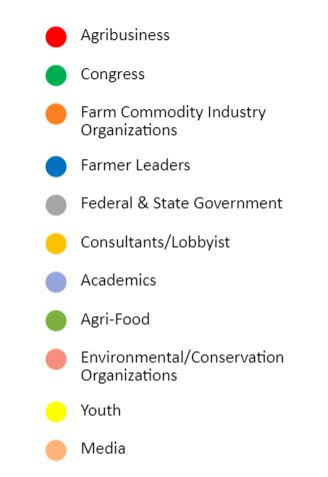 Agribusiness
Congress
Farm Commodity Industry
Organizations
Farmer Leaders
Federal & State Government
Consultants/Lobbyist
Academics
Agri-Food
Environmental/Conservation
Organizations
Youth
Media